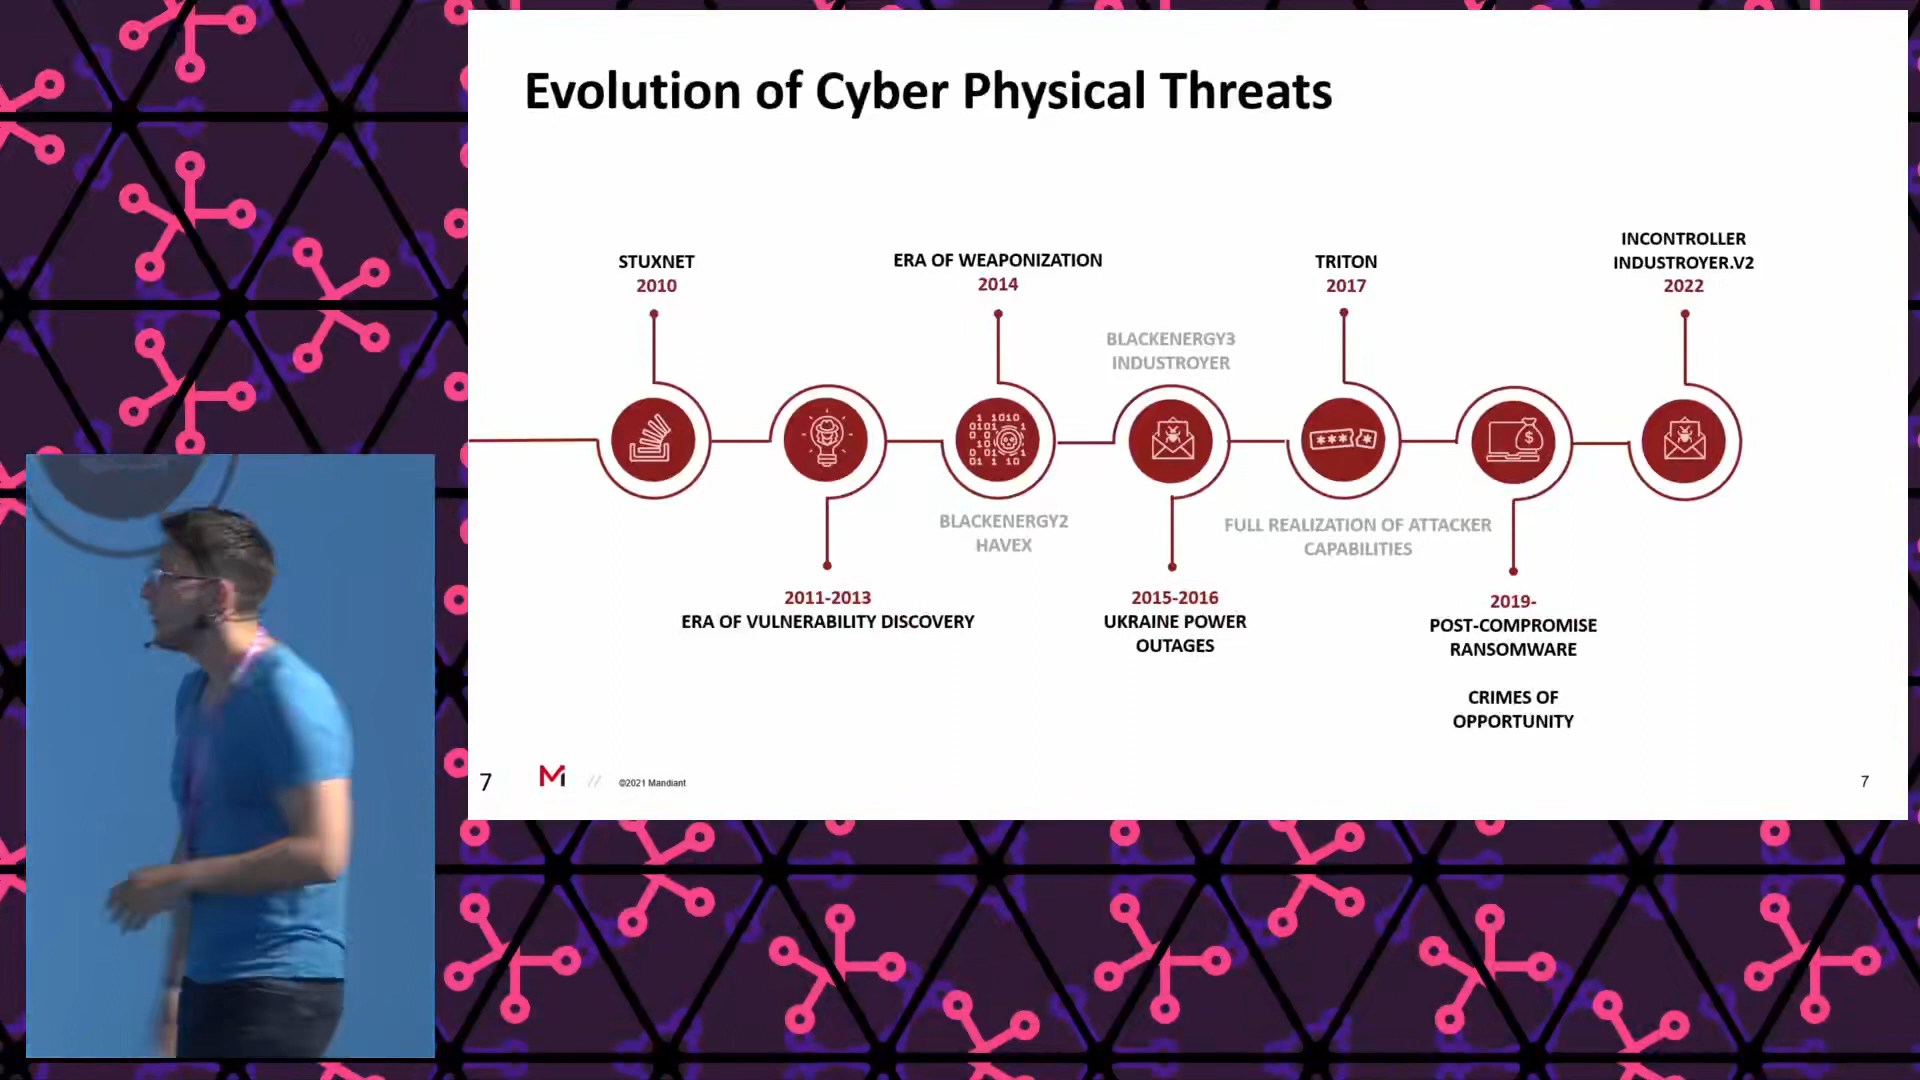 Evolution of Cyber Physical Threats
STUXNET
2010
2011-2013
ERA OF VULNERABILITY DISCOVERY
ERA OF WEAPONIZATION
2014
BLACKENERGY2
HAVEX
BLACKENERGY3
INDUSTROYER
2015-2016
UKRAINE POWER
OUTAGES
TRITON
2017
FULL REALIZATION OF ATTACKER
CAPABILITIES
2019-
POST-COMPROMISE
RANSOMWARE
CRIMES OF
OPPORTUNITY
INCONTROLLER
INDUSTROYER.V2
2022
7
M // ©2021 Mandiant
7